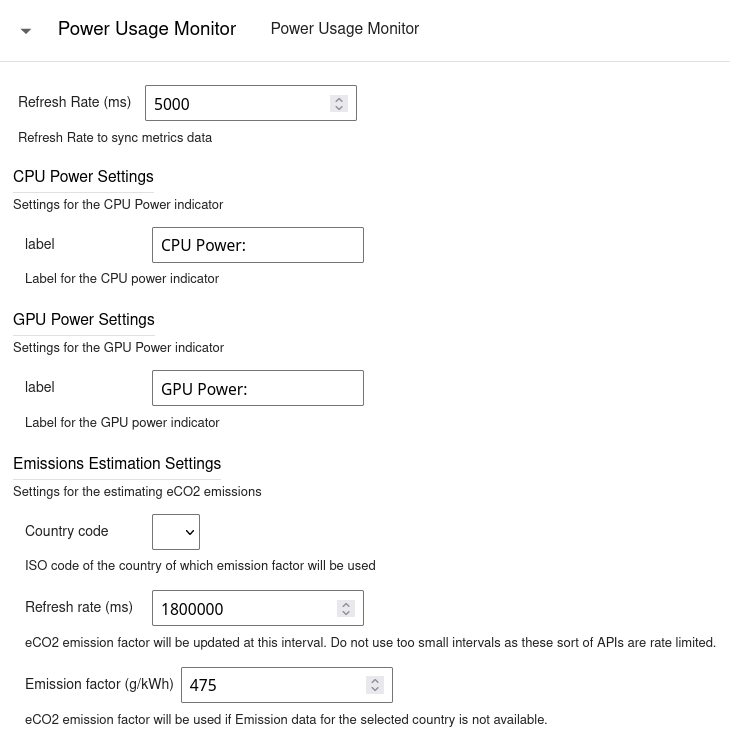 Power Usage Monitor Power Usage Monitor
Refresh Rate (ms) 5000
Refresh Rate to sync metrics data
CPU Power Settings
Settings for the CPU Power indicator
label CPU Power:
Label for the CPU power indicator
GPU Power Settings
Settings for the GPU Power indicator
label GPU Power:
Label for the GPU power indicator
Emissions Estimation Settings
Settings for the estimating eCO2 emissions
Country code
ISO code of the country of which emission factor will be used
Refresh rate (ms) 1800000
eCO2 emission factor will be updated at this interval. Do not use too small intervals as these sort of APIs are rate limited.
Emission factor (g/kWh) 475
eCO2 emission factor will be used if Emission data for the selected country is not available.